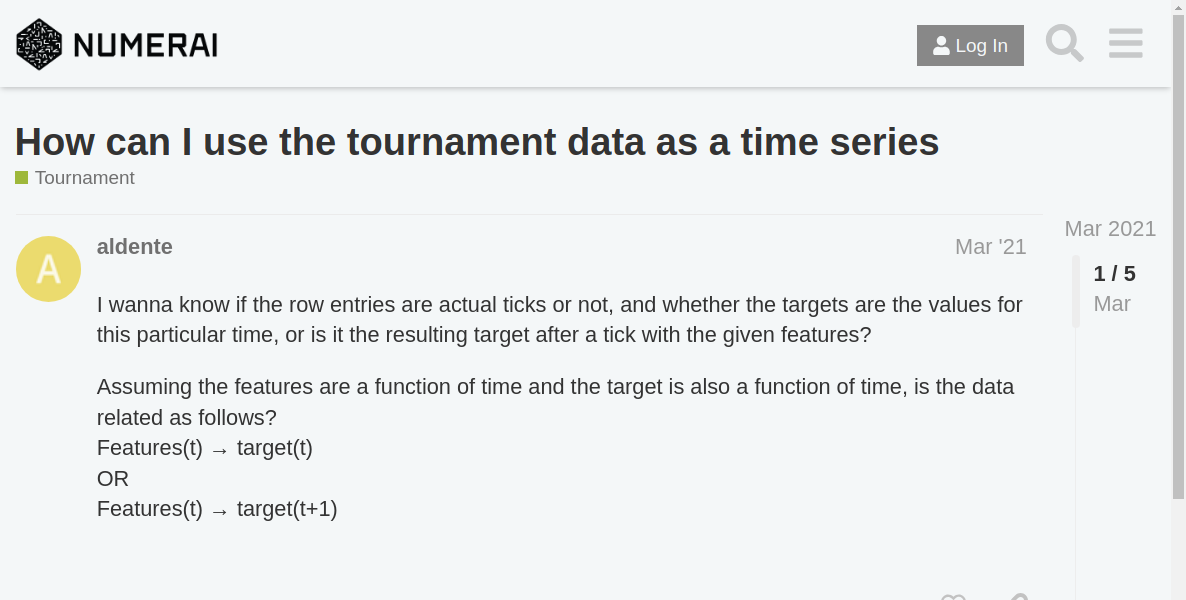 NUMERAI
Log In
How can I use the tournament data as a time series
Tournament
A
aldente
Mar '21
I wanna know if the row entries are actual ticks or not, and whether the targets are the values for
this particular time, or is it the resulting target after a tick with the given features?
Assuming the features are a function of time and the target is also a function of time, is the data
related as follows?
Features(t) → target(t)
OR
Features(t) → target(t+1)
Mar 2021
1 / 5
Mar